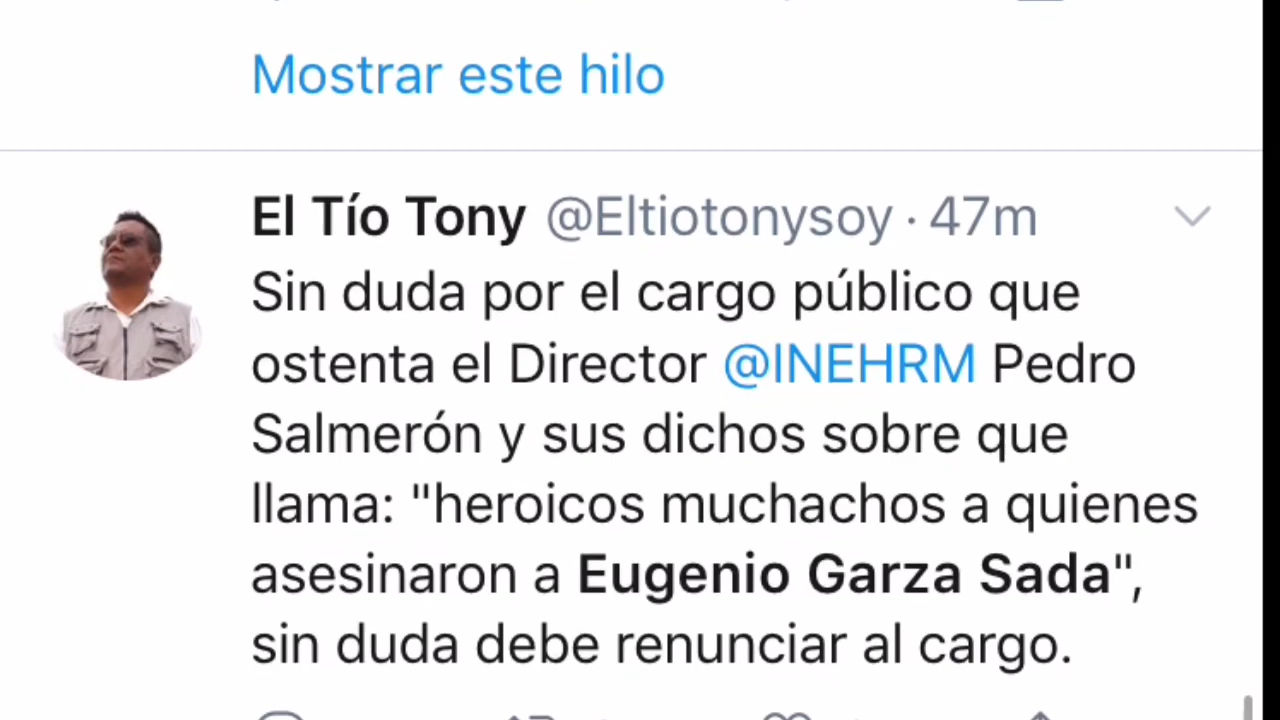 Mostrar este hilo
El Tío Tony @Eltiotonysoy · 47m
Sin duda por el cargo público que
ostenta el Director @INEHRM Pedro
Salmerón y sus dichos sobre que
llama: "heroicos muchachos a quienes
asesinaron a Eugenio Garza Sada",
sin duda debe renunciar al cargo.